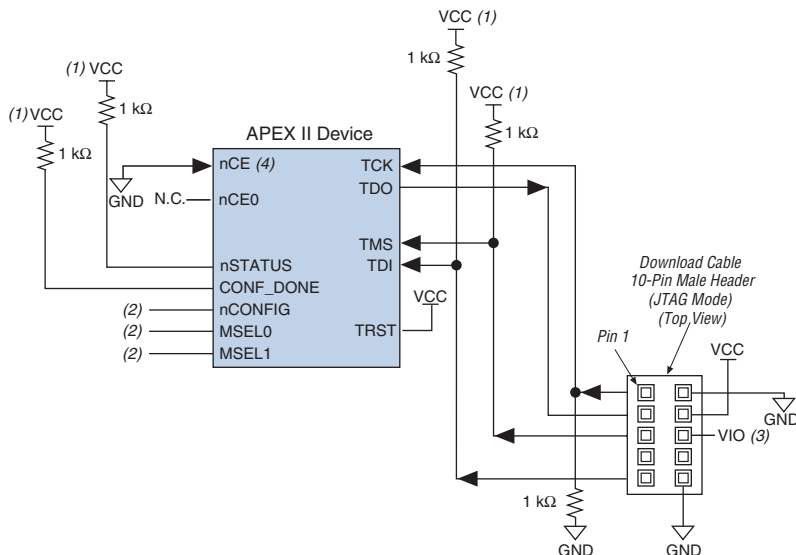 VCC (1)
1 kΩ
(1) VCC
1 kΩ
VCC (1)
1 kΩ
(1) VCC
1 kΩ
APEX II Device
nCE (4)
TCK
GND
N.C.
nCE0
TDO
TMS
nSTATUS
TDI
CONF_DONE
(2)
nCONFIG
VCC
(2)
MSEL0
TRST
(2)
MSEL1
Download Cable
10-Pin Male Header
(JTAG Mode)
(Top View)
Pin 1
VCC
GND
VIO (3)
1 kΩ
GND
GND